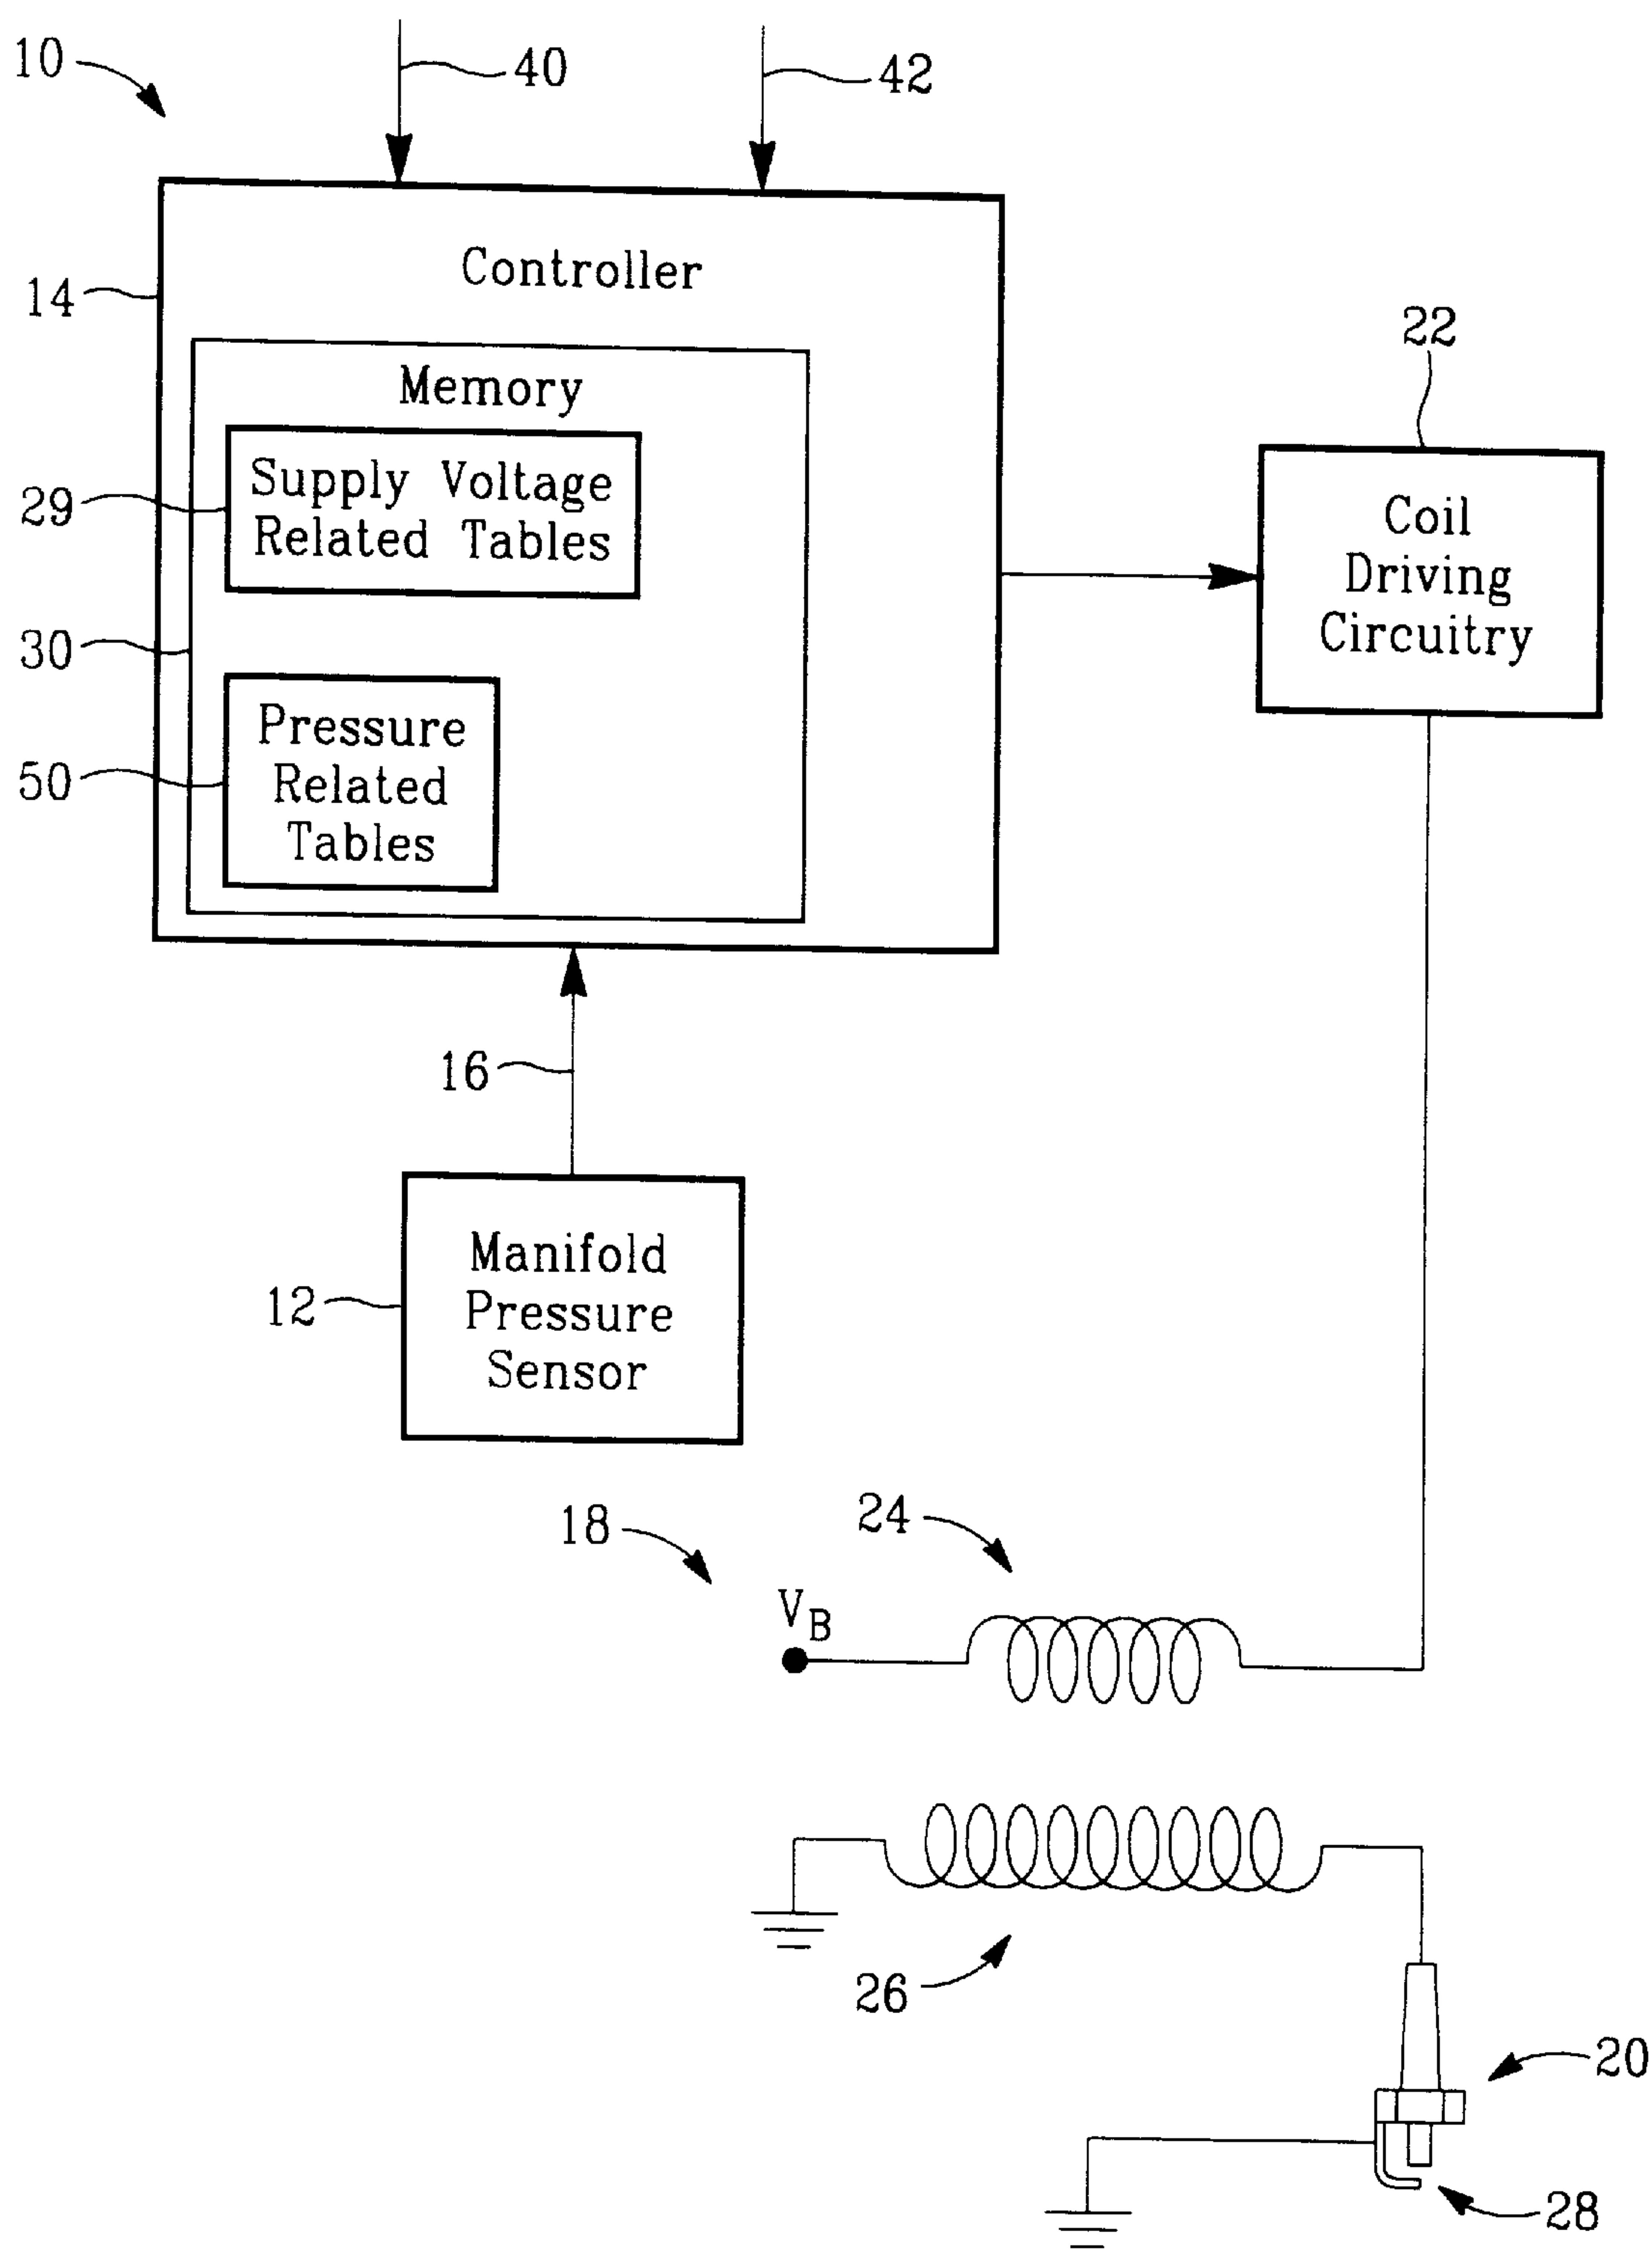 10
40
42
Controller
14
Memory
22
Supply Voltage
Related Tables
29
Coil
Driving
Circuitry
30
Pressure
Related
Tables
50
16
Manifold
Pressure
Sensor
12
18
24
V_B
26
20
28